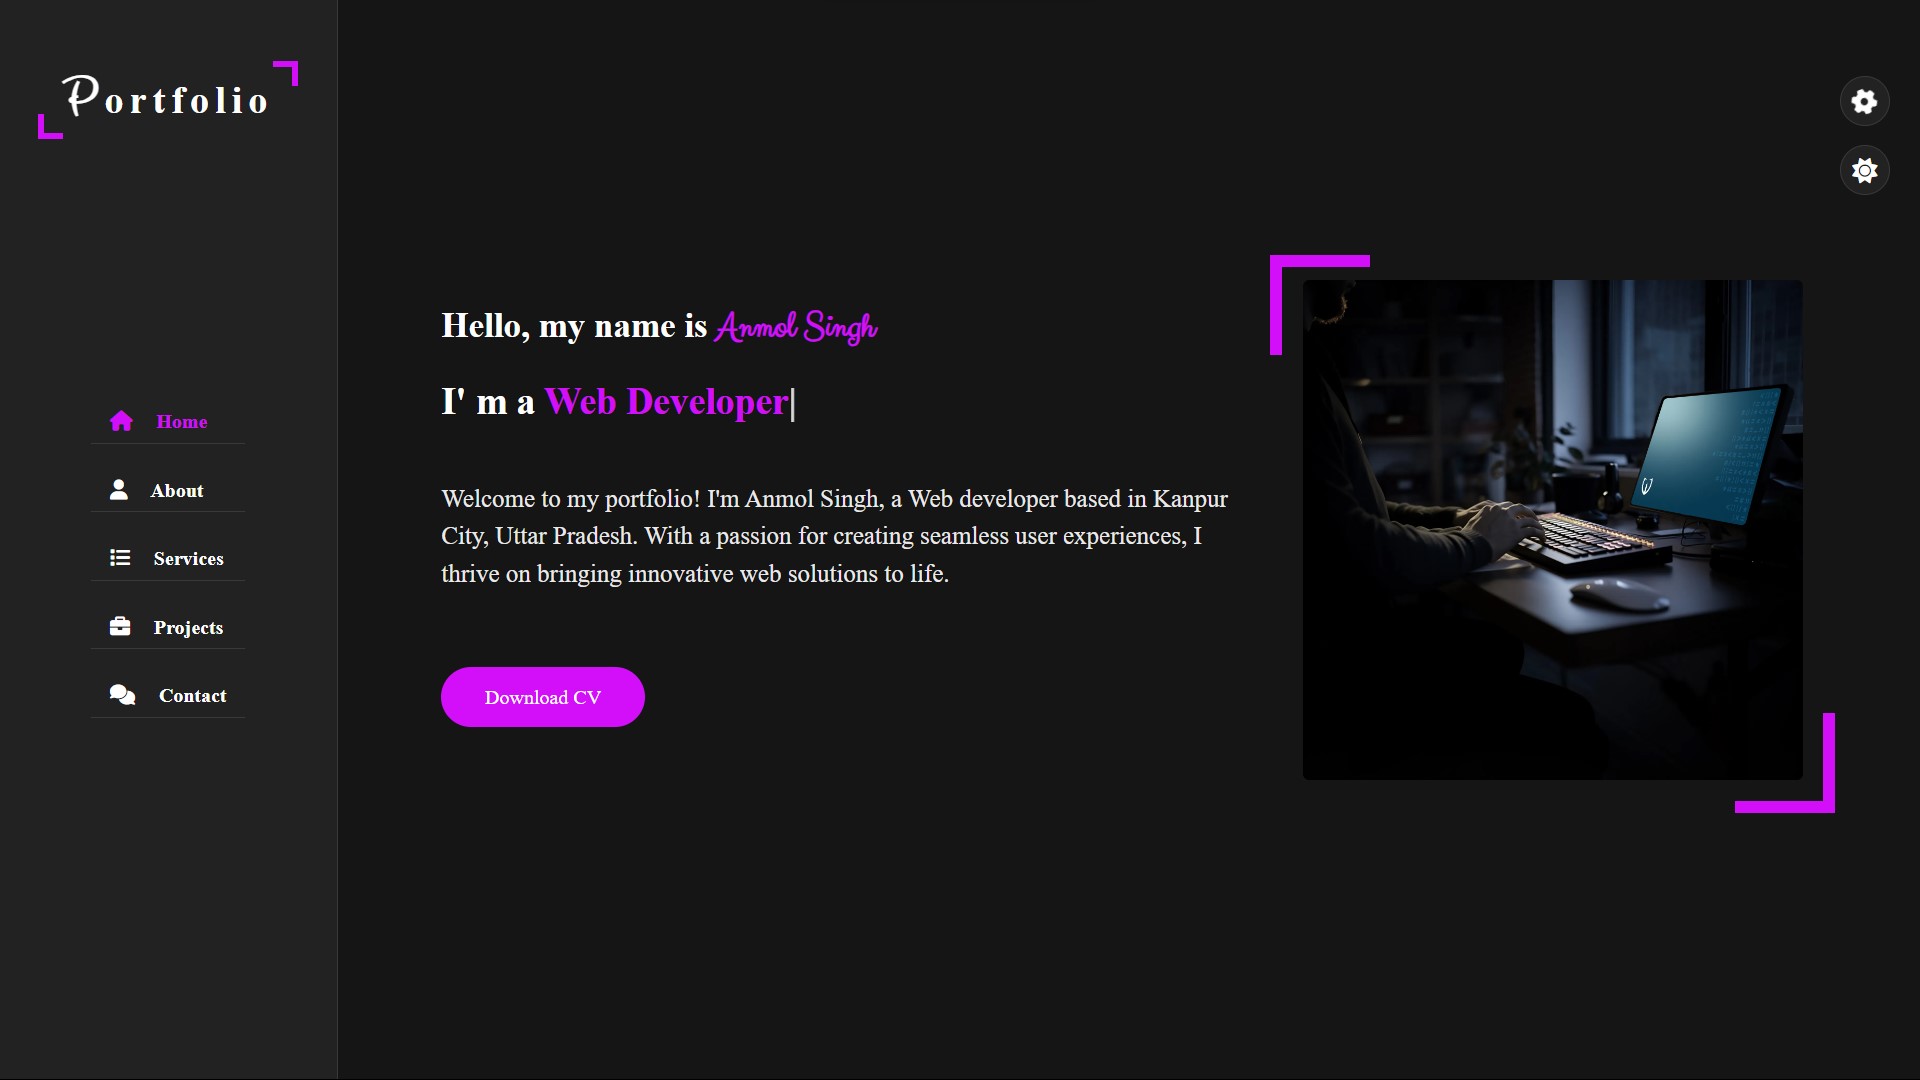 Portfolio
Home
About
Services
Projects
Contact
Hello, my name is Anmol Singh
I' m a Web Developer|
Welcome to my portfolio! I'm Anmol Singh, a Web developer based in Kanpur
City, Uttar Pradesh. With a passion for creating seamless user experiences, I
thrive on bringing innovative web solutions to life.
Download CV